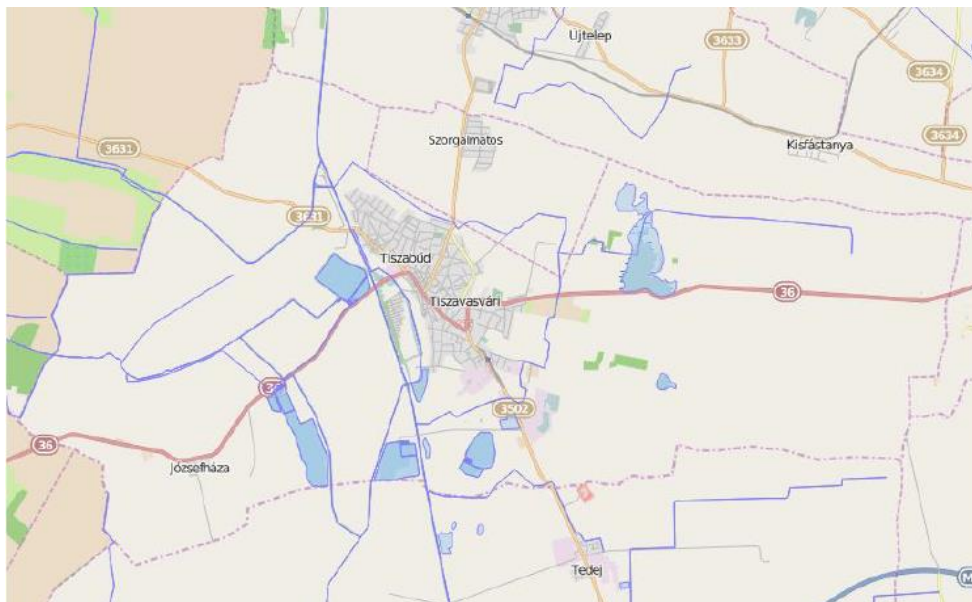 Újtelep
3633
3634
3634
Szorgalmatos
Kisfástanya
3631
3631
Tiszabúd
Tiszavasvári
36
3502
36
Józsefháza
Tedej
M